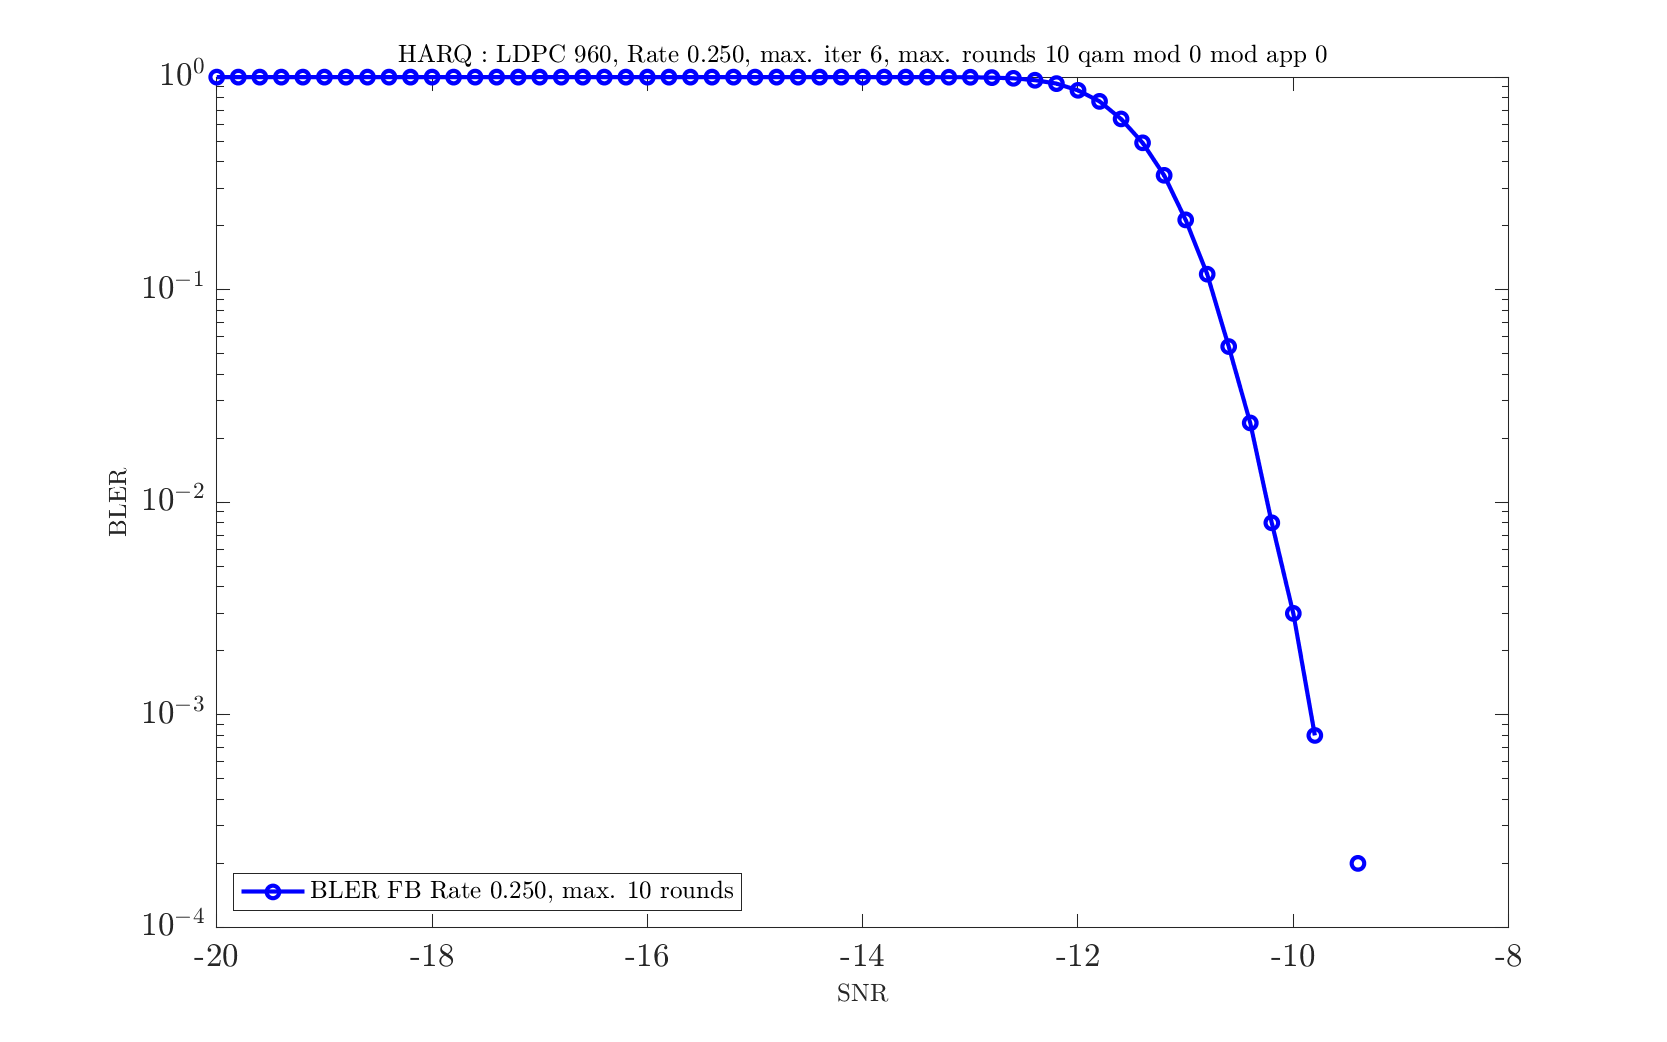 HARQ : LDPC 960, Rate 0.250, max. iter 6, max. rounds 10 qam mod 0 mod app 0
10^0
10^{-1}
10^{-2}
10^{-3}
10^{-4}
BLER
BLER FB Rate 0.250, max. 10 rounds
-20 -18 -16 -14 -12 -10 -8
SNR